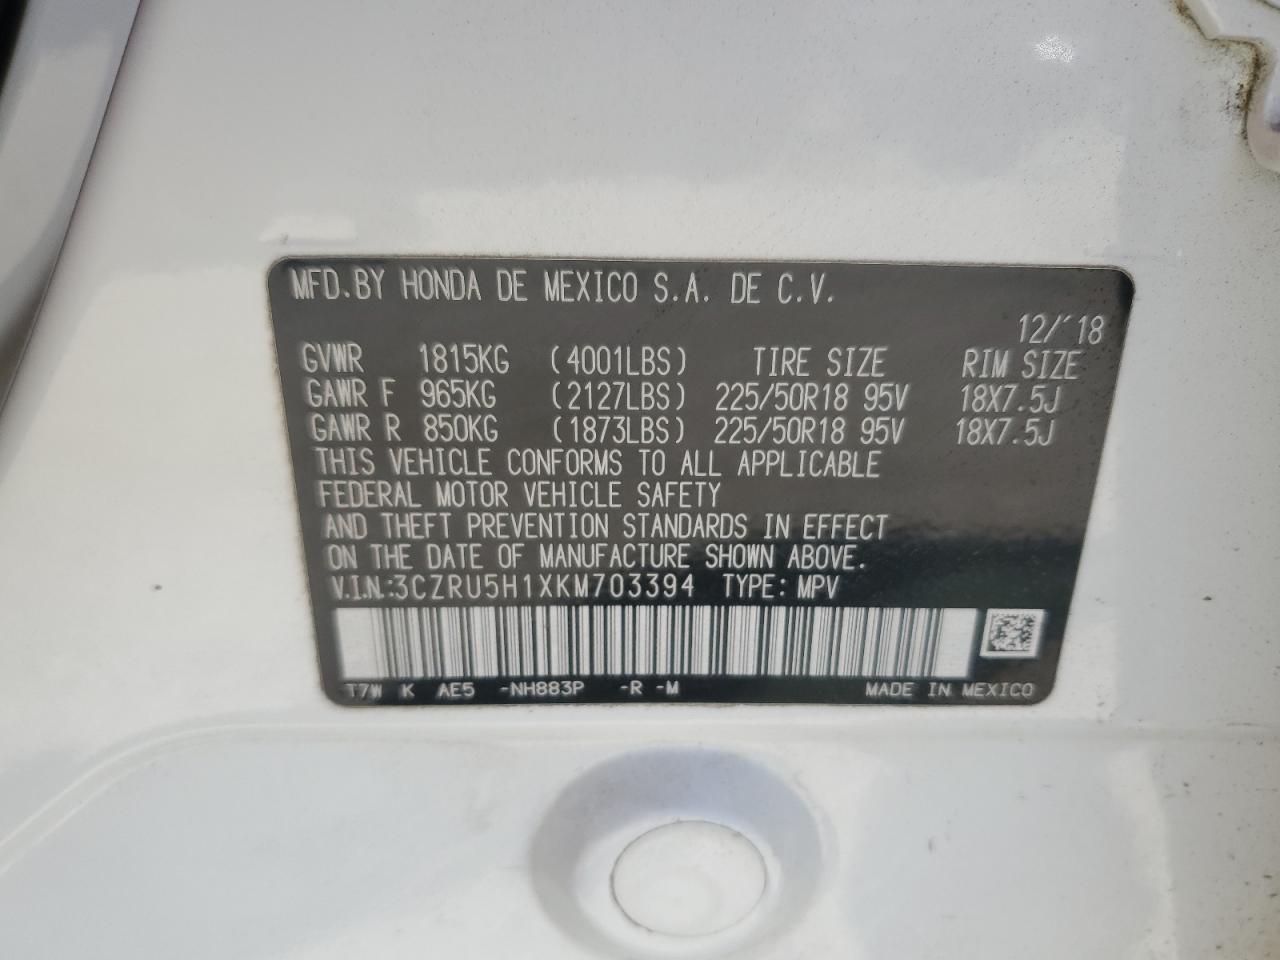 MFD.BY HONDA DE MEXICO S.A. DE C.V.
12/'18
GVWR 1815KG (4001LBS) TIRE SIZE RIM SIZE
GAWR F 965KG (2127LBS) 225/50R18 95V 18X7.5J
GAWR R 850KG (1873LBS) 225/50R18 95V 18X7.5J
THIS VEHICLE CONFORMS TO ALL APPLICABLE
FEDERAL MOTOR VEHICLE SAFETY
AND THEFT PREVENTION STANDARDS IN EFFECT
ON THE DATE OF MANUFACTURE SHOWN ABOVE.
V.I.N.:3CZRU5H1XKM703394 TYPE: MPV
T7W K AE5 -NH883P -R -M MADE IN MEXICO